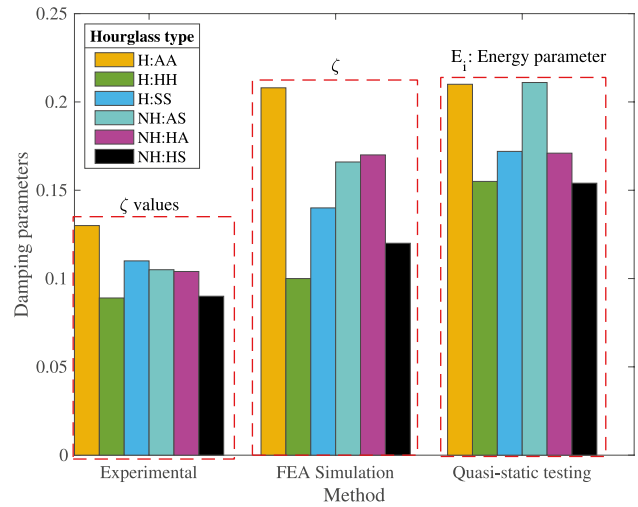 0.25
0.2
0.15
0.1
0.05
0
Damping parameters
Hourglass type
H:AA
H:HH
H:SS
NH:AS
NH:HA
NH:HS
ζ values
ζ
E_i: Energy parameter
Experimental
FEA Simulation
Quasi-static testing
Method